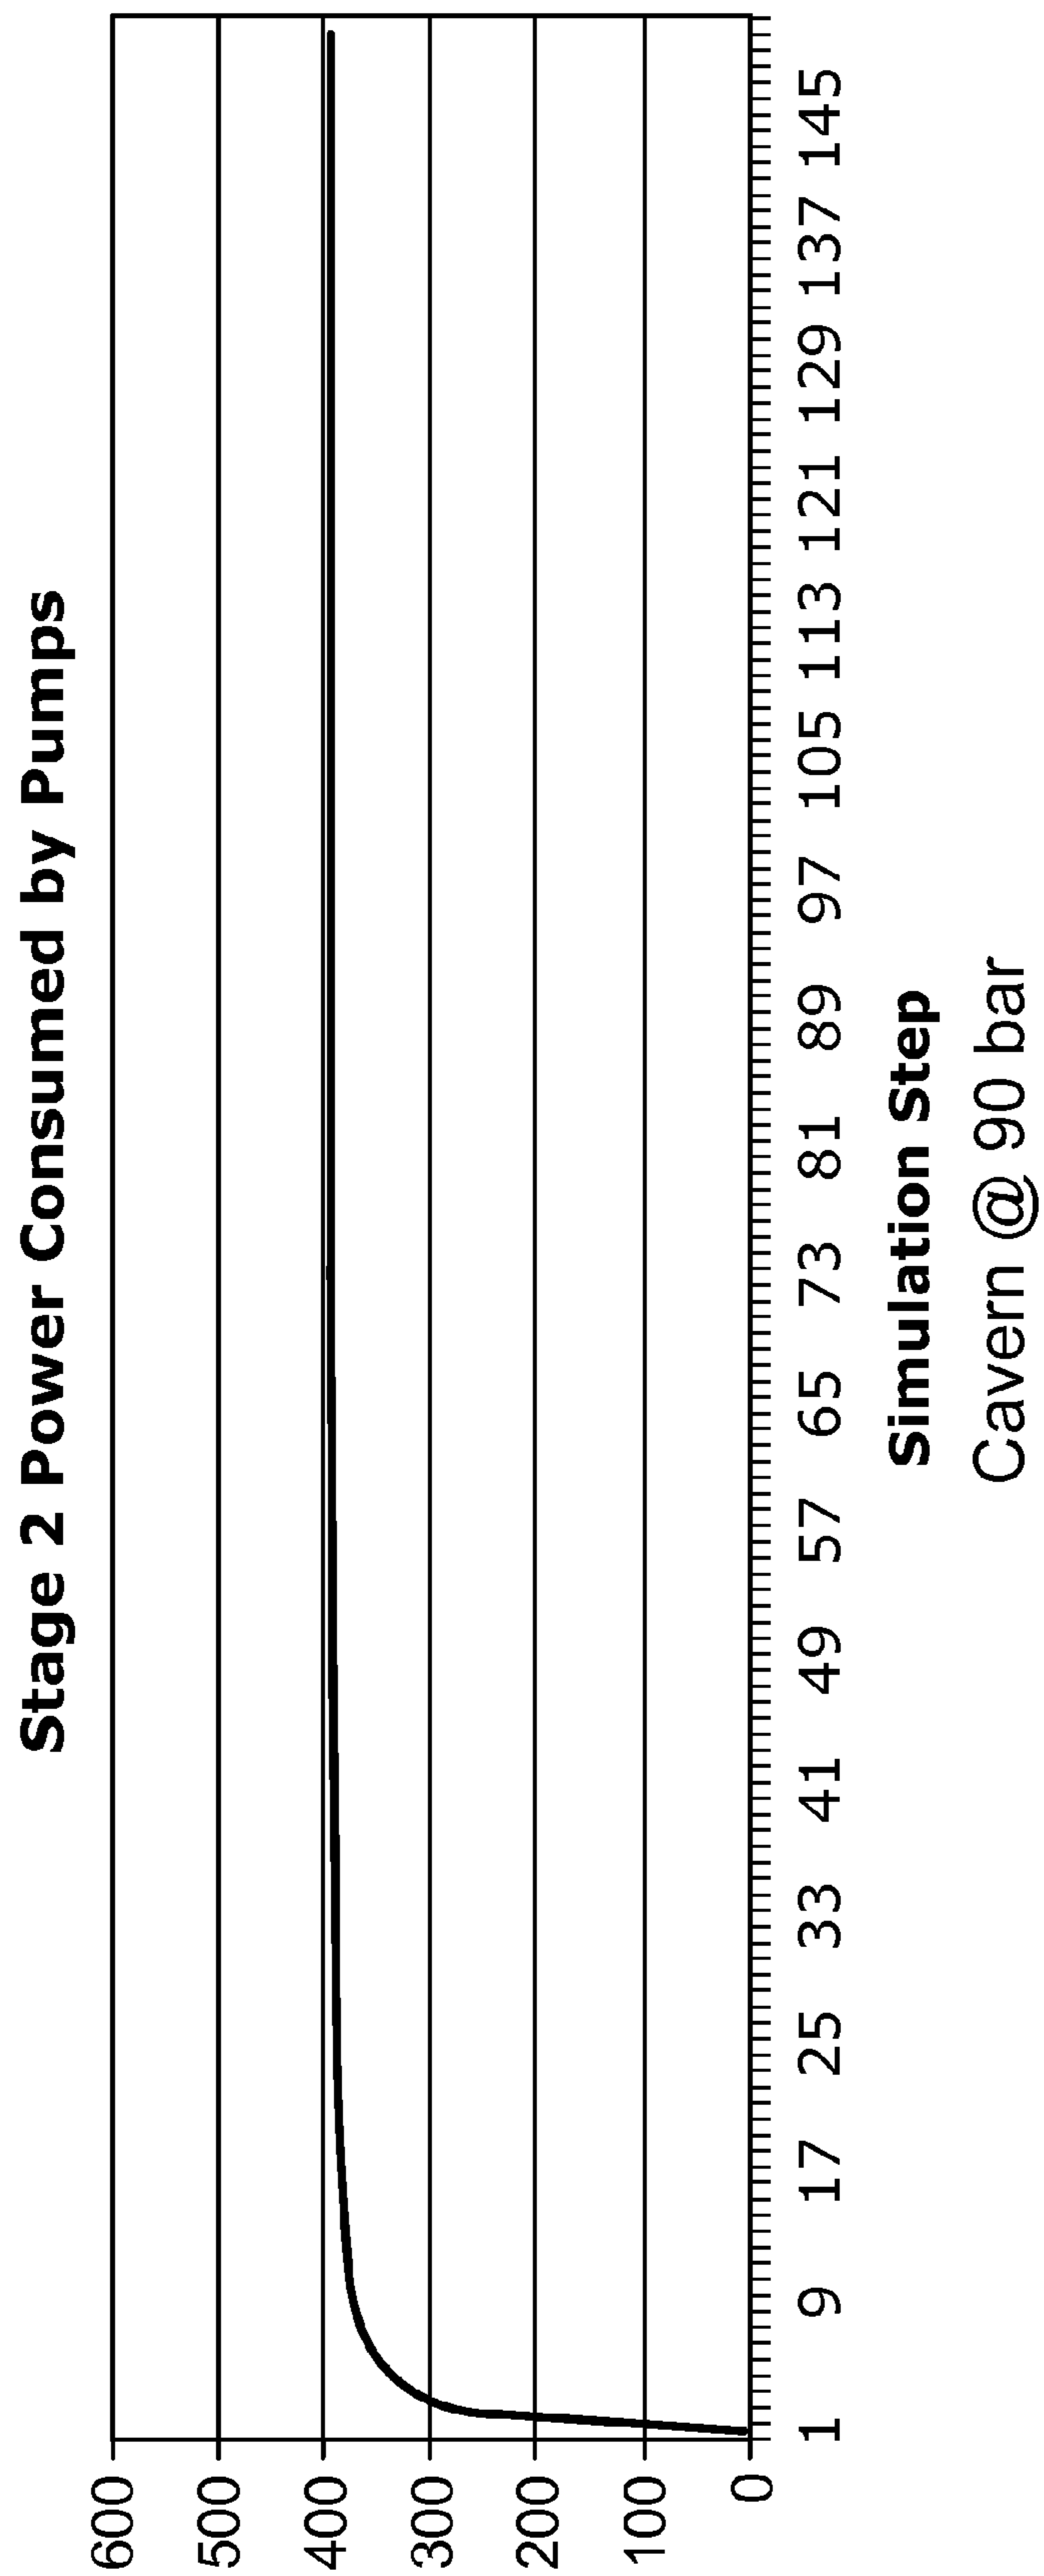 Stage 2 Power Consumed by Pumps
600
500
400
300
200
100
0
1 9 17 25 33 41 49 57 65 73 81 89 97 105 113 121 129 137 145
Simulation Step
Cavern @ 90 bar